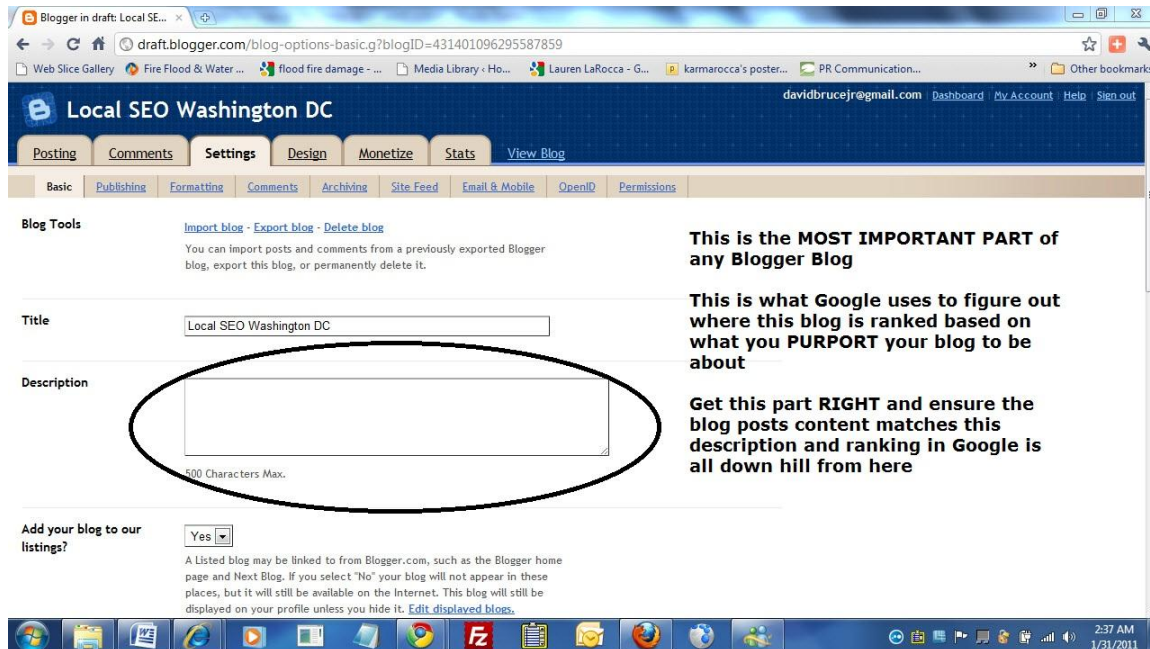 Blogger in draft: Local SE...
draft.blogger.com/blog-options-basic.g?blogID=431401096295587859
Web Slice Gallery Fire Flood & Water ... flood fire damage - ... Media Library ‹ Ho... Lauren LaRocca - G... karmarocca's poster... PR Communication... » Other bookmarks
davidbrucejr@gmail.com Dashboard My Account Help Sign out
Local SEO Washington DC
Posting Comments Settings Design Monetize Stats View Blog
Basic Publishing Formatting Comments Archiving Site Feed Email & Mobile OpenID Permissions
Blog Tools
Import blog - Export blog - Delete blog
You can import posts and comments from a previously exported Blogger
blog, export this blog, or permanently delete it.
This is the MOST IMPORTANT PART of
any Blogger Blog
This is what Google uses to figure out
where this blog is ranked based on
what you PURPORT your blog to be
about
Get this part RIGHT and ensure the
blog posts content matches this
description and ranking in Google is
all down hill from here
Title
Local SEO Washington DC
Description
500 Characters Max.
Add your blog to our
listings?
Yes
A Listed blog may be linked to from Blogger.com, such as the Blogger home
page and Next Blog. If you select "No" your blog will not appear in these
places, but it will still be available on the Internet. This blog will still be
displayed on your profile unless you hide it. Edit displayed blogs.
2:37 AM
1/31/2011